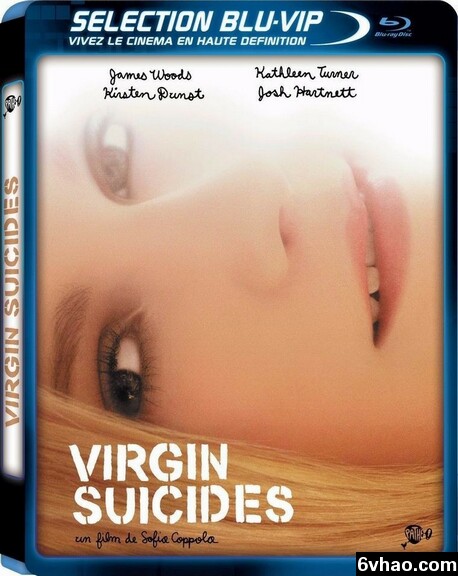 SELECTION BLU-VIP
VIVEZ LE CINEMA EN HAUTE DEFINITION
Blu-ray Disc
James Woods
Kathleen Turner
Kirsten Dunst
Josh Hartnett
VIRGIN SUICIDES
VIRGIN
SUICIDES
un film de Sofia Coppola
PATHÉ
6vhao.com